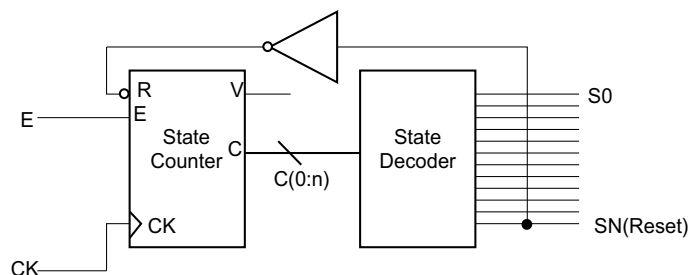 R
V
S0
E
E
State
Counter
C
State
Decoder
C(0:n)
CK
SN(Reset)
CK